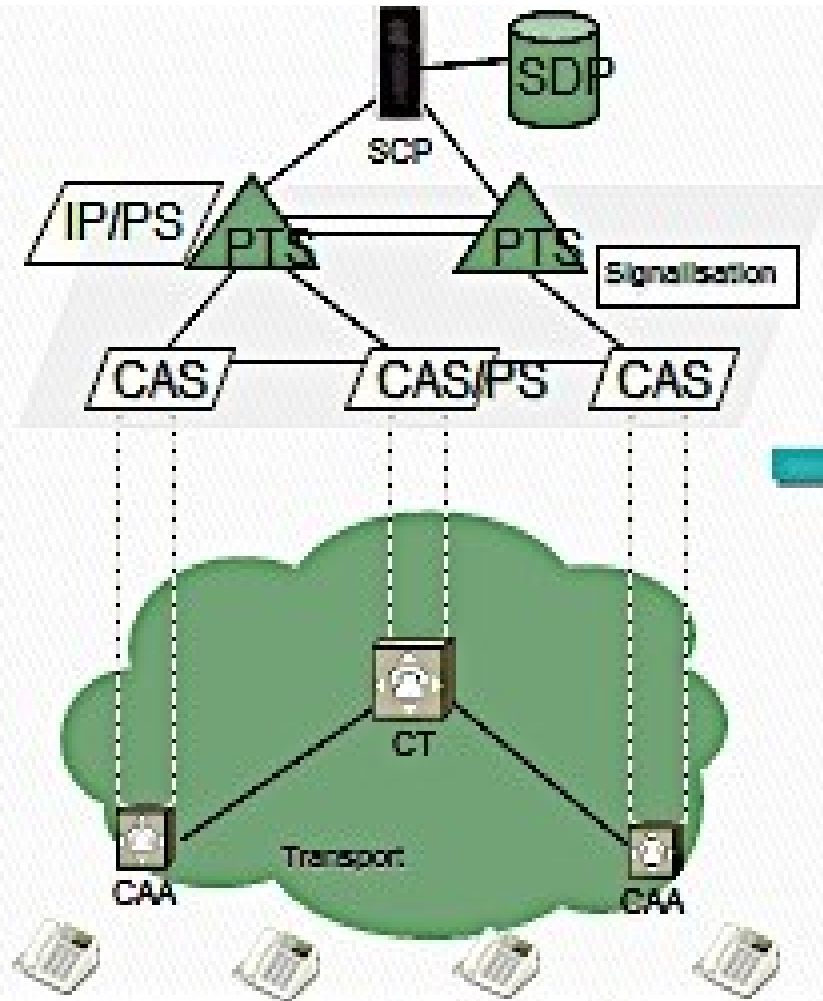 SDP
SCP
IP/PS
PTS
PTS
Signalisation
CAS
CAS/PS
CAS
CT
Transport
CAA
CAA